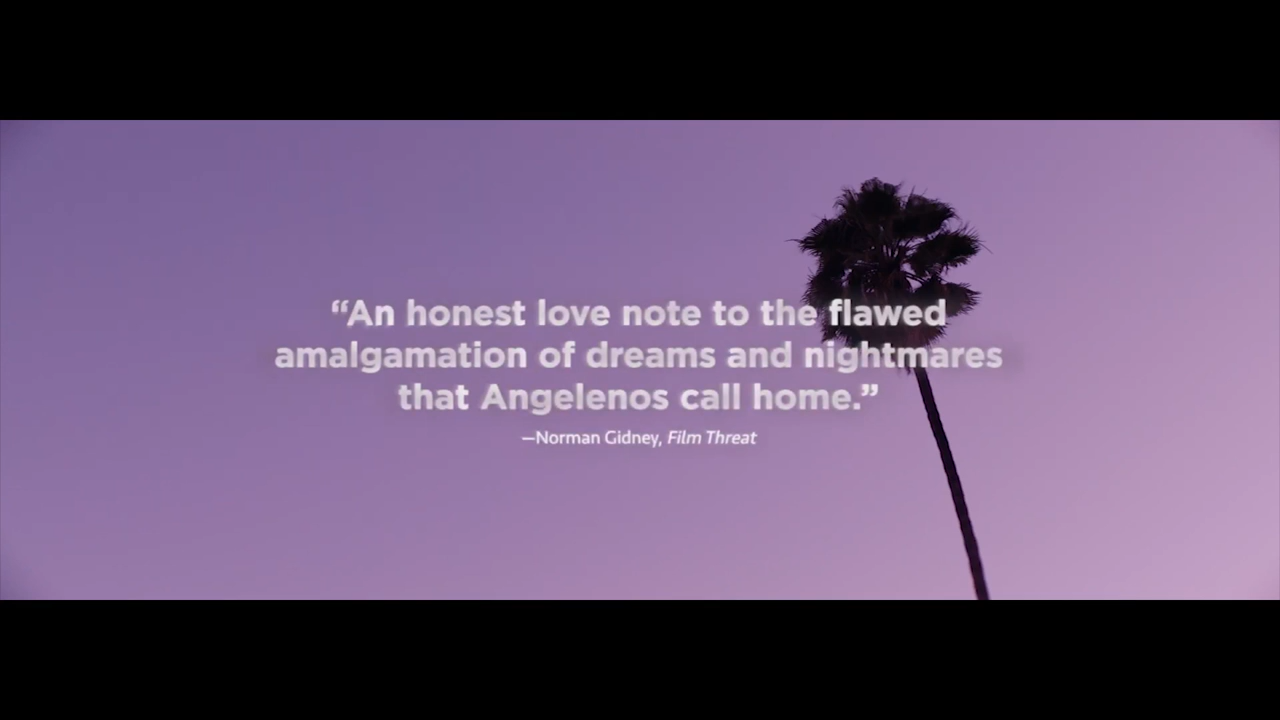 “An honest love note to the flawed
amalgamation of dreams and nightmares
that Angelenos call home.”
—Norman Gidney, Film Threat